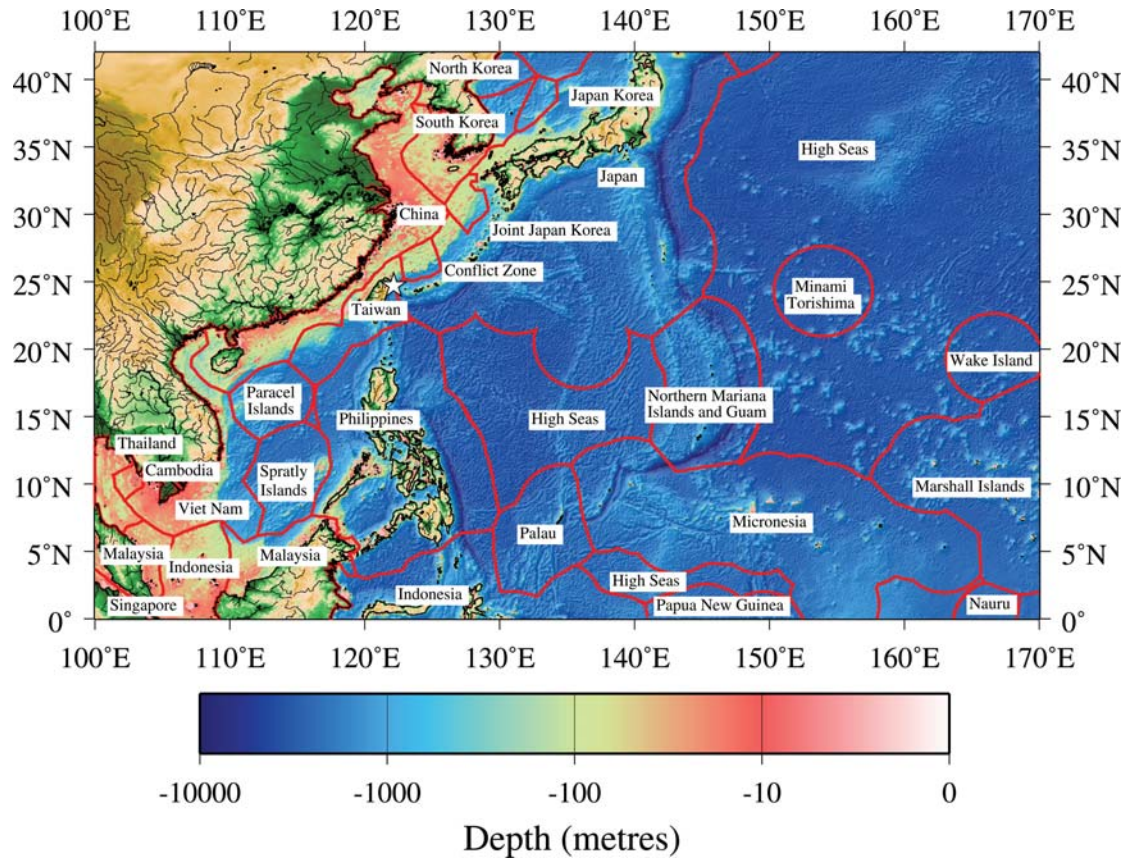 100°E 110°E 120°E 130°E 140°E 150°E 160°E 170°E
40°N 40°N
North Korea
Japan Korea
South Korea
35°N High Seas 35°N
Japan
30°N China 30°N
Joint Japan Korea
Conflict Zone
25°N Minami 25°N
Torishima
Taiwan
20°N Wake Island 20°N
Paracel
Islands
Northern Mariana
Islands and Guam
15°N Philippines High Seas 15°N
Thailand
Cambodia
Spratly
Islands
10°N Marshall Islands 10°N
Viet Nam
Micronesia
Palau
5°N Malaysia Malaysia 5°N
Indonesia
High Seas
Indonesia
Singapore Papua New Guinea Nauru
0° 0°
100°E 110°E 120°E 130°E 140°E 150°E 160°E 170°E
-10000 -1000 -100 -10 0
Depth (metres)